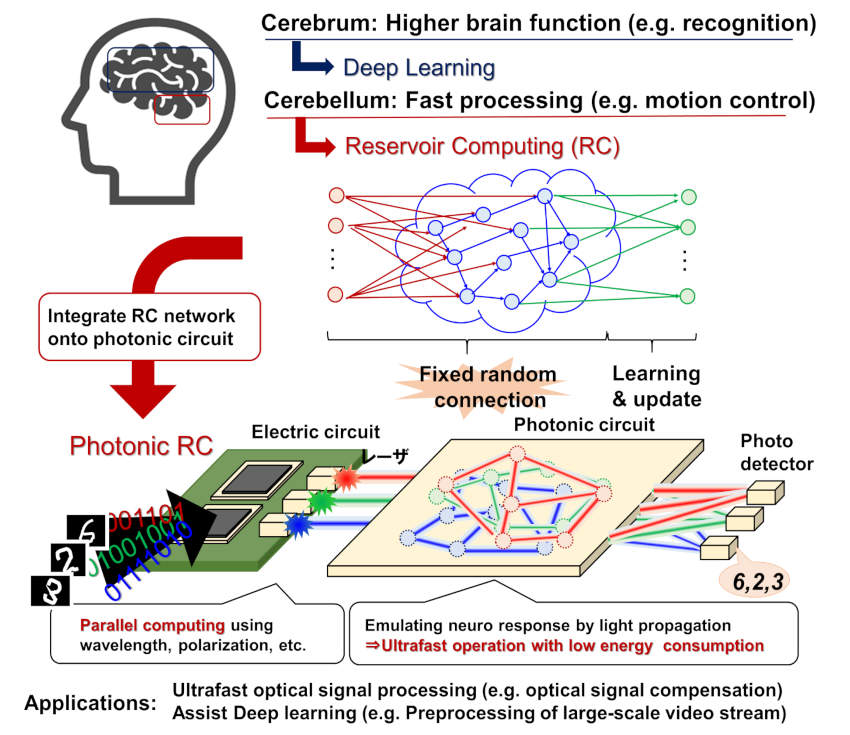 Cerebrum: Higher brain function (e.g. recognition)
Deep Learning
Cerebellum: Fast processing (e.g. motion control)
Reservoir Computing (RC)
Integrate RC network
onto photonic circuit
Fixed random
connection
Learning
& update
Photonic RC
Electric circuit
レーザ
Photonic circuit
Photo
detector
6
001101
2
01001000
3
01111010
6,2,3
Parallel computing using
wavelength, polarization, etc.
Emulating neuro response by light propagation
⇒Ultrafast operation with low energy consumption
Applications:
Ultrafast optical signal processing (e.g. optical signal compensation)
Assist Deep learning (e.g. Preprocessing of large-scale video stream)